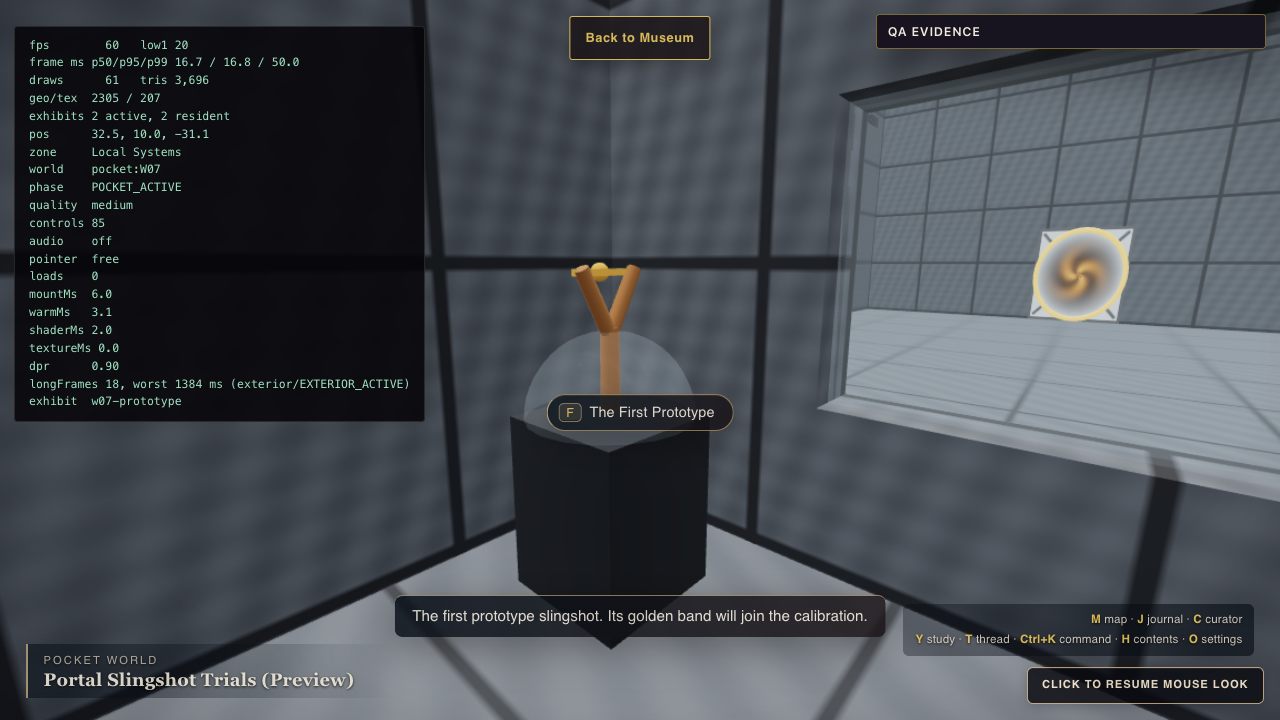 fps 60 low1 20
frame ms p50/p95/p99 16.7 / 16.8 / 50.0
draws 61 tris 3,696
geo/tex 2305 / 207
exhibits 2 active, 2 resident
pos 32.5, 10.0, −31.1
zone Local Systems
world pocket:W07
phase POCKET_ACTIVE
quality medium
controls 85
audio off
pointer free
loads 0
mountMs 6.0
warmMs 3.1
shaderMs 2.0
textureMs 0.0
dpr 0.90
longFrames 18, worst 1384 ms (exterior/EXTERIOR_ACTIVE)
exhibit w07−prototype
Back to Museum
QA EVIDENCE
F The First Prototype
The first prototype slingshot. Its golden band will join the calibration.
M map · J journal · C curator
Y study · T thread · Ctrl+K command · H contents · O settings
CLICK TO RESUME MOUSE LOOK
POCKET WORLD
Portal Slingshot Trials (Preview)